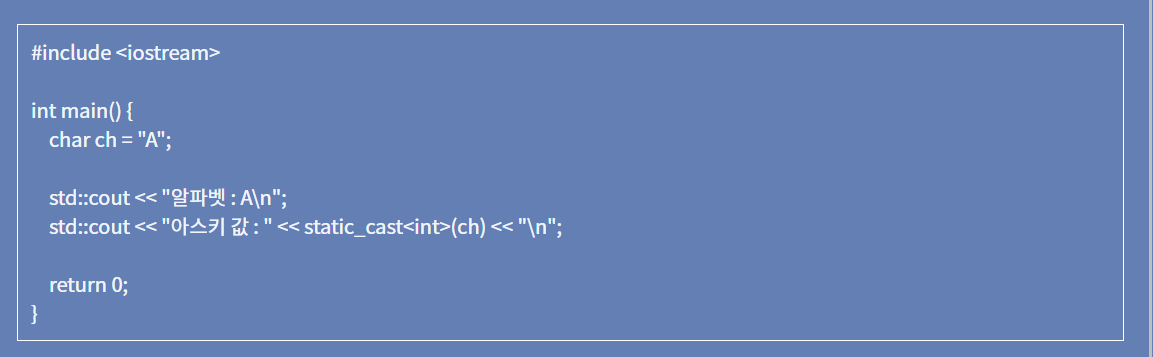 #include <iostream>
int main() {
char ch = "A";
std::cout << "알파벳 : A\n";
std::cout << "아스키 값 : " << static_cast<int>(ch) << "\n";
return 0;
}